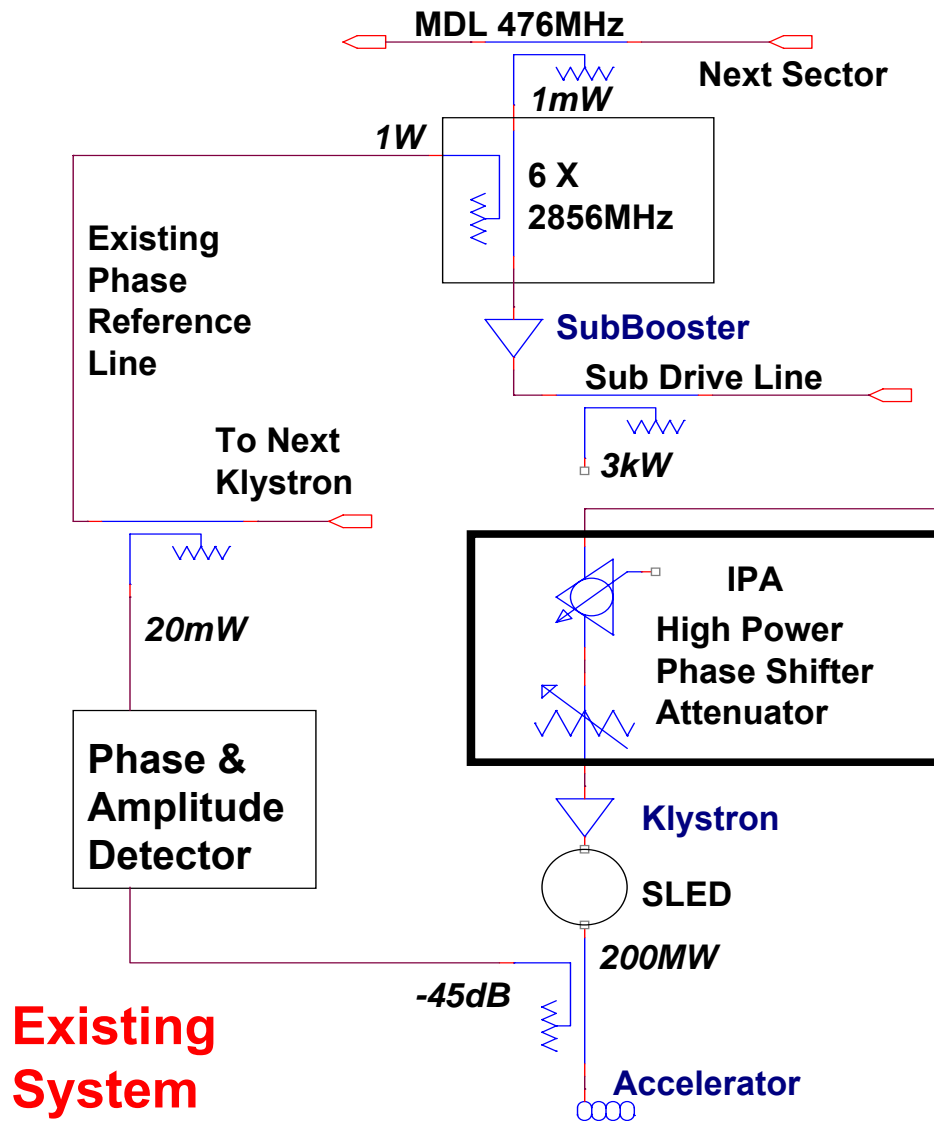 MDL 476MHz
Next Sector
1mW
1W
6 X
2856MHz
Existing
Phase
Reference
Line
SubBooster
Sub Drive Line
To Next
Klystron
3kW
20mW
IPA
High Power
Phase Shifter
Attenuator
Phase &
Amplitude
Detector
Klystron
SLED
200MW
-45dB
Existing
System
Accelerator